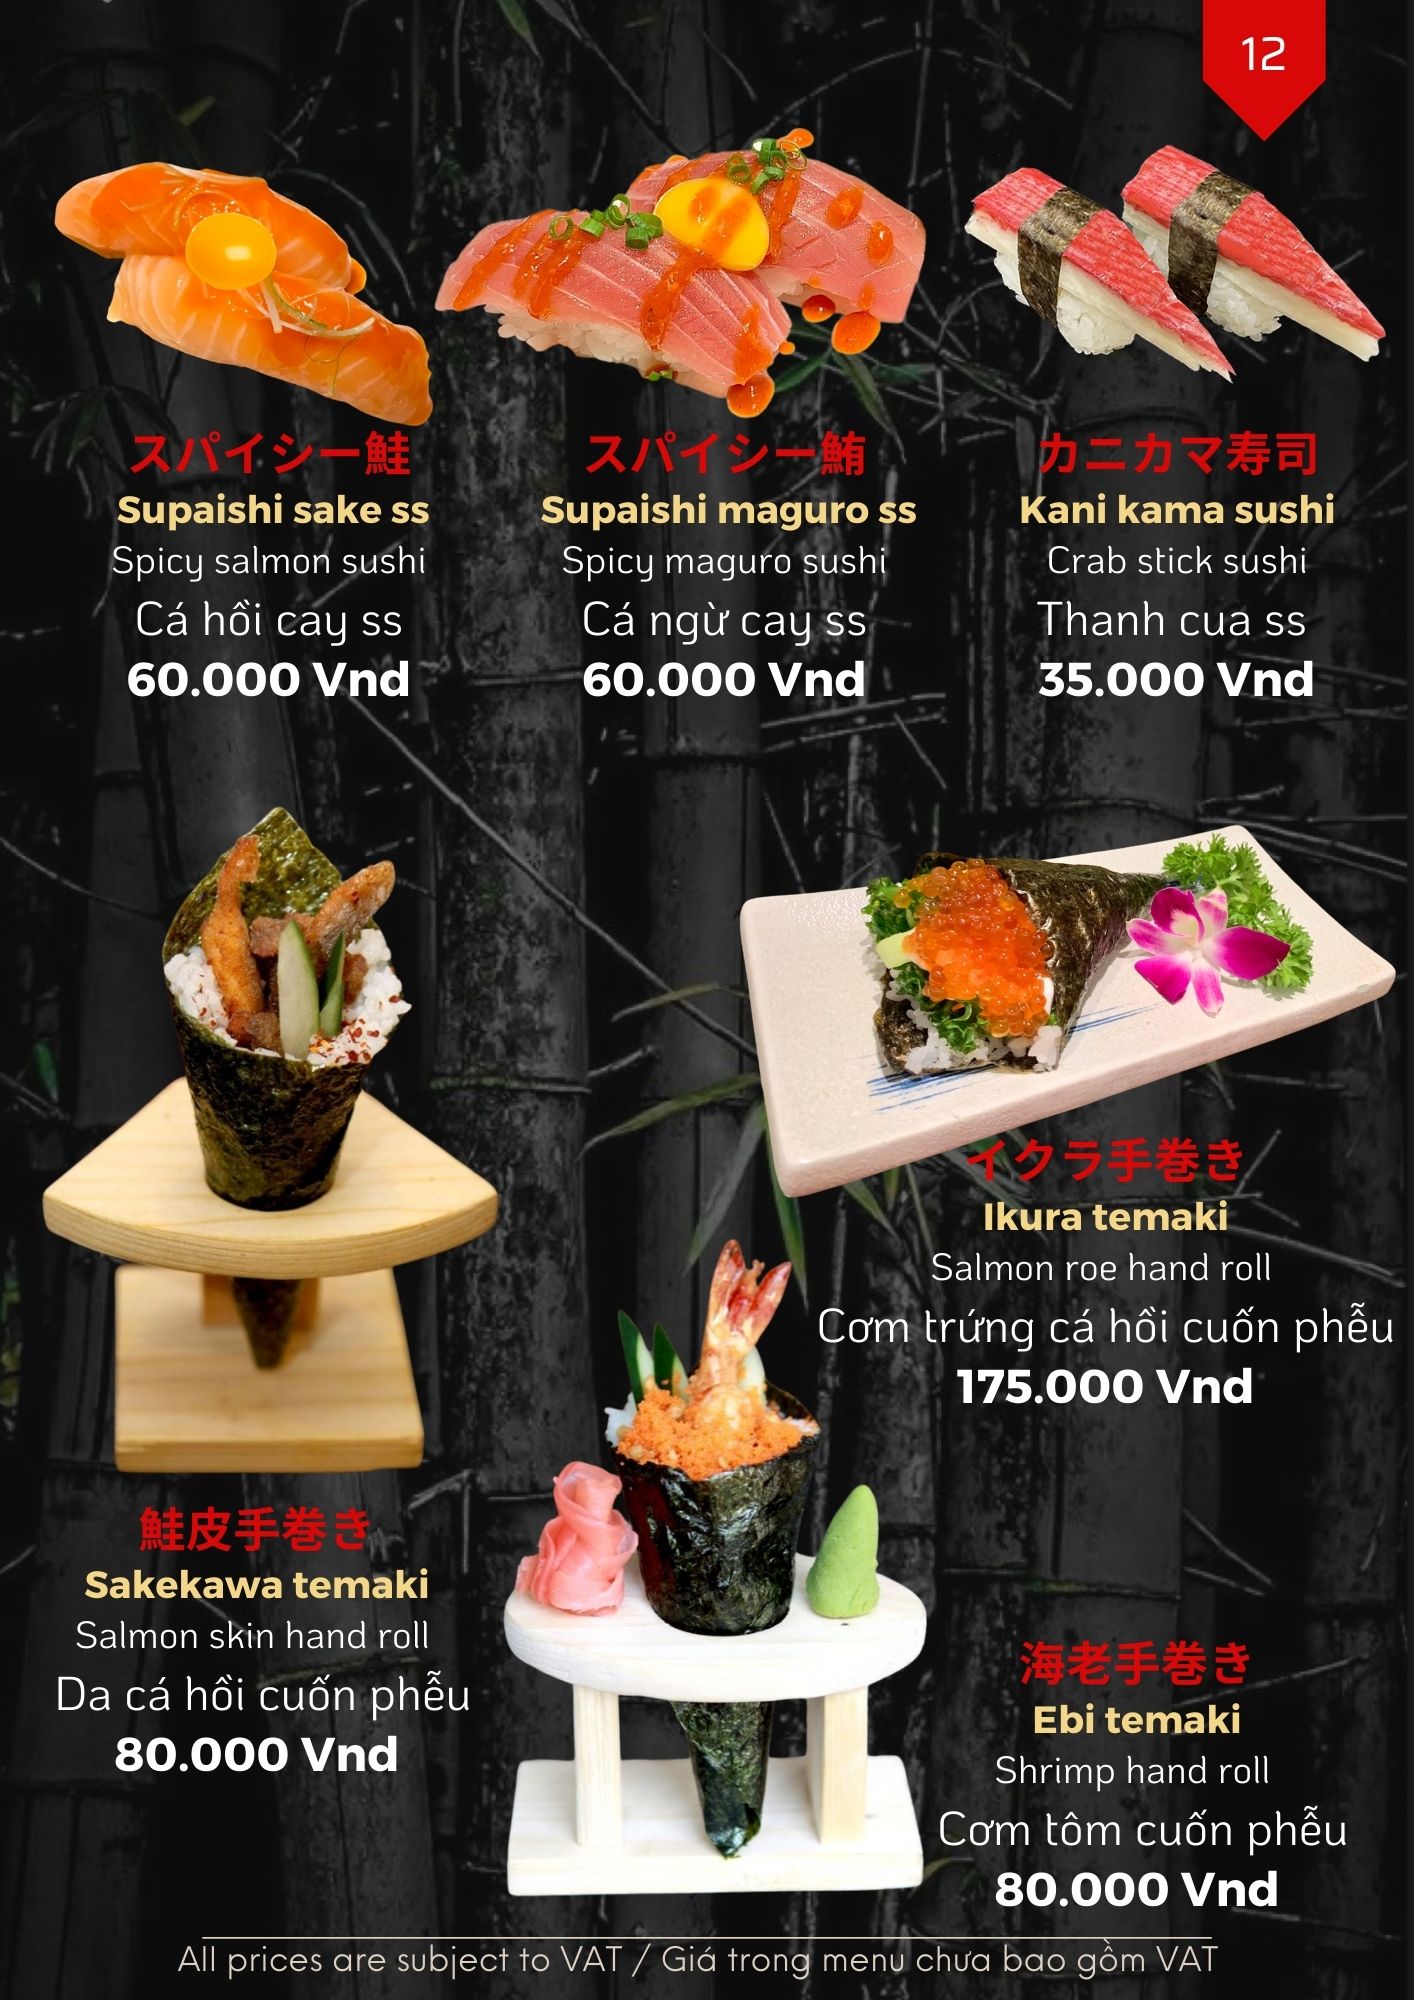 12
スパイシー鮭
Supaishi sake ss
Spicy salmon sushi
Cá hồi cay ss
60.000 Vnd
スパイシー鮪
Supaishi maguro ss
Spicy maguro sushi
Cá ngừ cay ss
60.000 Vnd
カニカマ寿司
Kani kama sushi
Crab stick sushi
Thanh cua ss
35.000 Vnd
イクラ手巻き
Ikura temaki
Salmon roe hand roll
Cơm trứng cá hồi cuốn phễu
175.000 Vnd
鮭皮手巻き
Sakekawa temaki
Salmon skin hand roll
Da cá hồi cuốn phễu
80.000 Vnd
海老手巻き
Ebi temaki
Shrimp hand roll
Cơm tôm cuốn phễu
80.000 Vnd
All prices are subject to VAT / Giá trong menu chưa bao gồm VAT